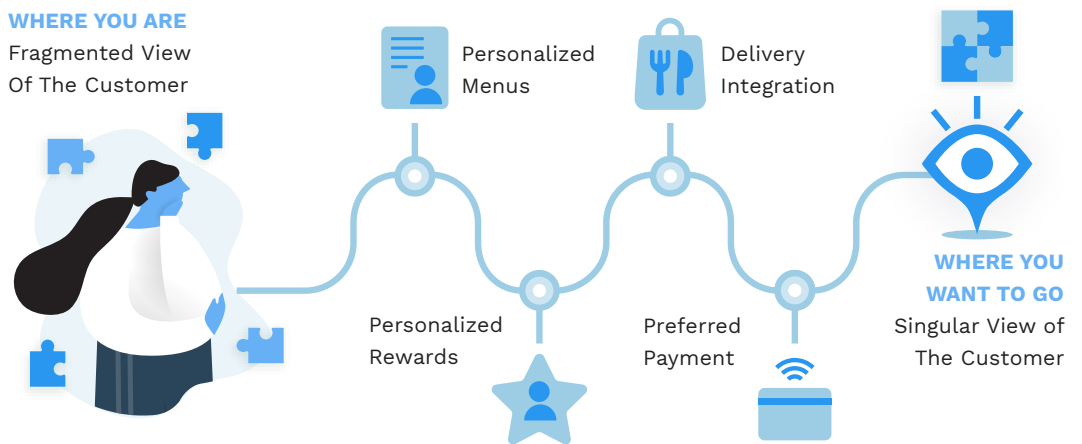 WHERE YOU ARE
Fragmented View
Of The Customer
Personalized
Menus
Personalized
Rewards
Delivery
Integration
Preferred
Payment
WHERE YOU
WANT TO GO
Singular View of
The Customer